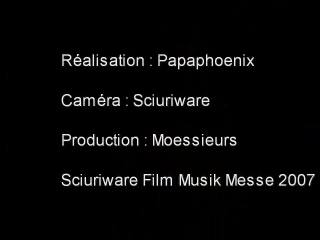 Réalisation : Papaphoenix
Caméra : Sciuriware
Production : Moessieurs
Sciuriware Film Musik Messe 2007